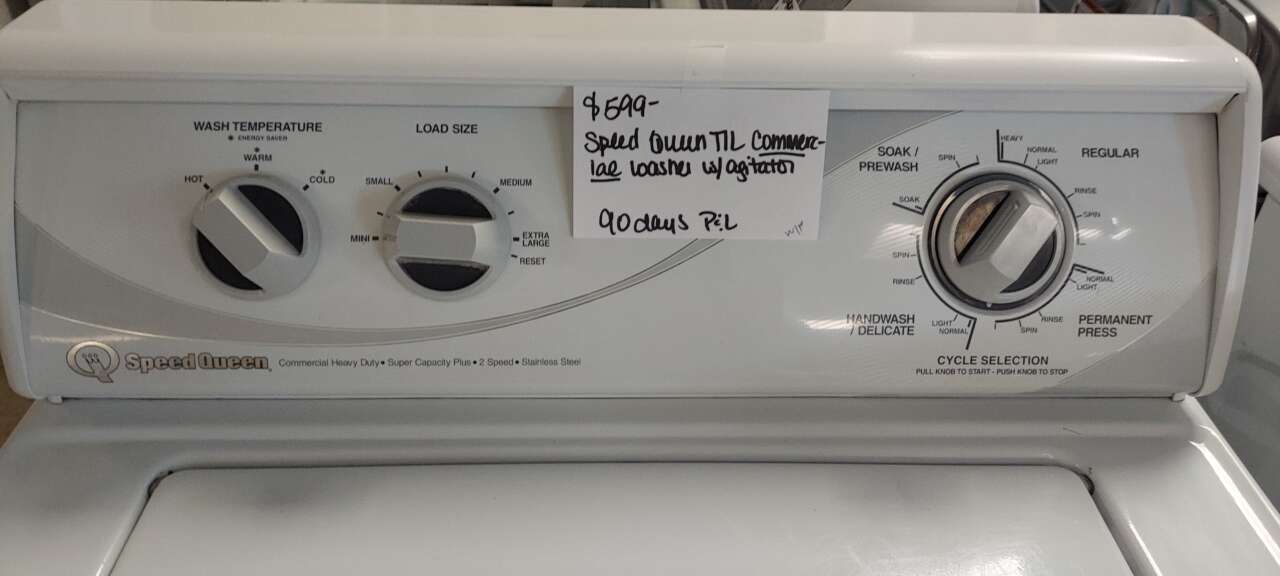 $599-
Speed Queen T/L Commerc-
ial washer w/agitator
90 days P&L
WASH TEMPERATURE
* ENERGY SAVER
*
WARM
HOT
*
COLD
LOAD SIZE
SMALL
MEDIUM
MINI
EXTRA
LARGE
RESET
SOAK /
PREWASH
REGULAR
SPIN
HEAVY
NORMAL
LIGHT
SOAK
RINSE
SPIN
SPIN
RINSE
NORMAL
LIGHT
HANDWASH
/ DELICATE
LIGHT
NORMAL
RINSE
SPIN
PERMANENT
PRESS
CYCLE SELECTION
PULL KNOB TO START - PUSH KNOB TO STOP
Q Speed Queen Commercial Heavy Duty • Super Capacity Plus • 2 Speed • Stainless Steel